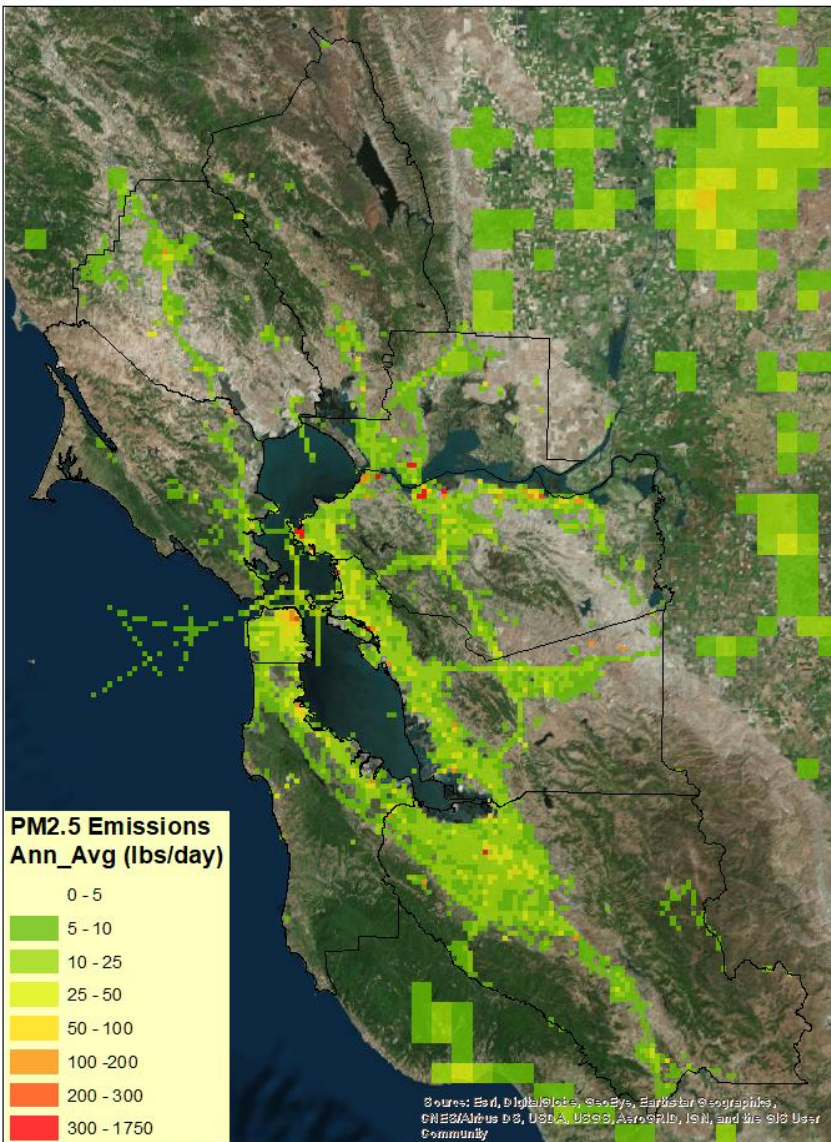 PM2.5 Emissions
Ann_Avg (lbs/day)
0 - 5
5 - 10
10 - 25
25 - 50
50 - 100
100 -200
200 - 300
300 - 1750
Source: Esri, DigitalGlobe, GeoEye, Earthstar Geographics,
CNES/Airbus DS, USDA, USGS, AeroGRID, IGN, and the GIS User
Community